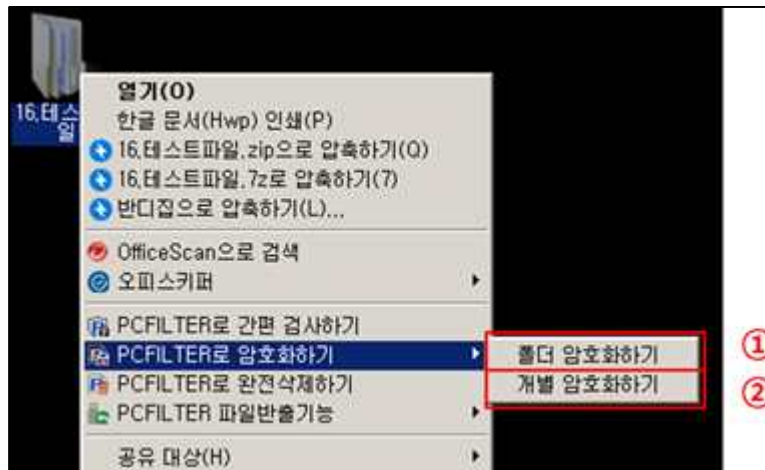 16.테스
일
열기(O)
한글 문서(Hwp) 인쇄(P)
16.테스트파일.zip으로 압축하기(Q)
16.테스트파일.7z로 압축하기(7)
반디집으로 압축하기(L)...
OfficeScan으로 검색
오피스키퍼
PCFILTER로 간편 검사하기
PCFILTER로 암호화하기
폴더 암호화하기
①
PCFILTER로 완전삭제하기
개별 암호화하기
②
PCFILTER 파일반출기능
공유 대상(H)